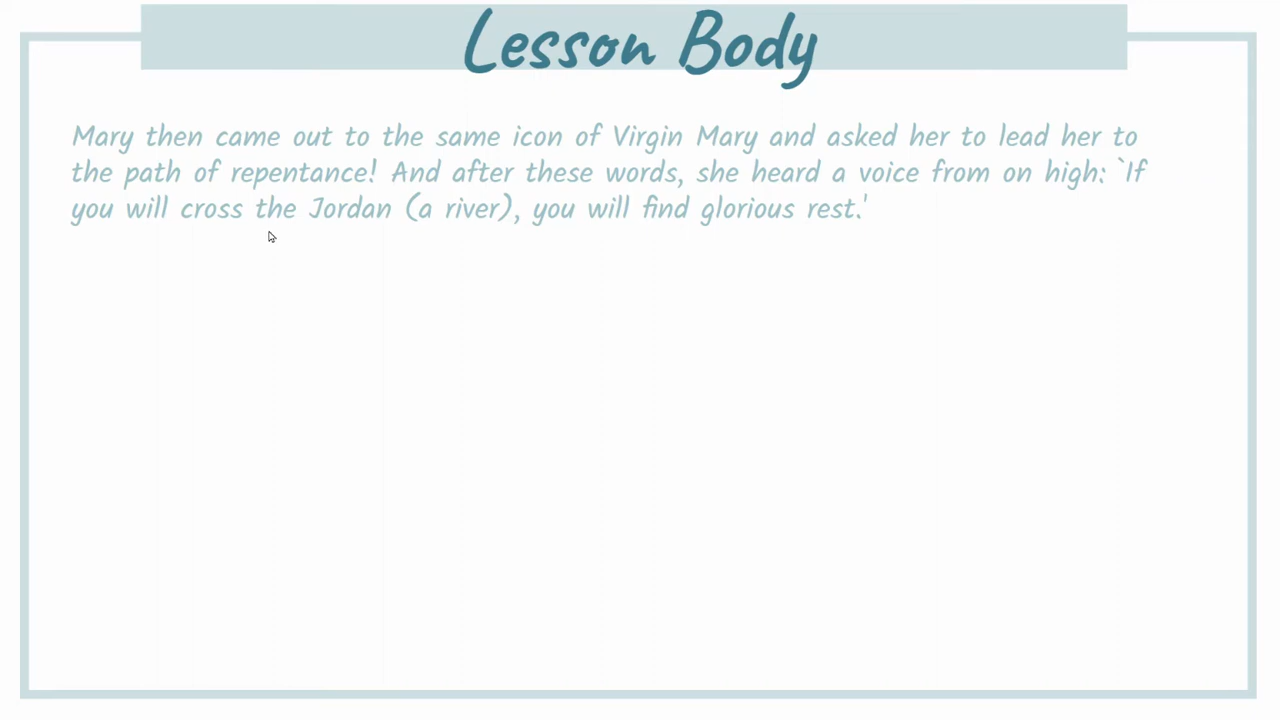 Lesson Body
Mary then came out to the same icon of Virgin Mary and asked her to lead her to
the path of repentance! And after these words, she heard a voice from on high: `If
you will cross the Jordan (a river), you will find glorious rest.'